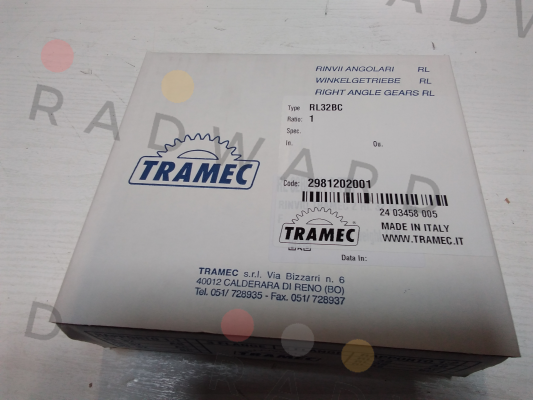 RINVII ANGOLARI RL
WINKELGETRIEBE RL
RIGHT ANGLE GEARS RL
Type RL32BC
Ratio: 1
Spec.
In. Ou.
Code: 2981202001
24 03458 005
TRAMEC
TRAMEC
MADE IN ITALY
WWW.TRAMEC.IT
Data In:
TRAMEC s.r.l. Via Bizzarri n. 6
40012 CALDERARA DI RENO (BO)
Tel. 051/ 728935 - Fax. 051/ 728937
RADWARD